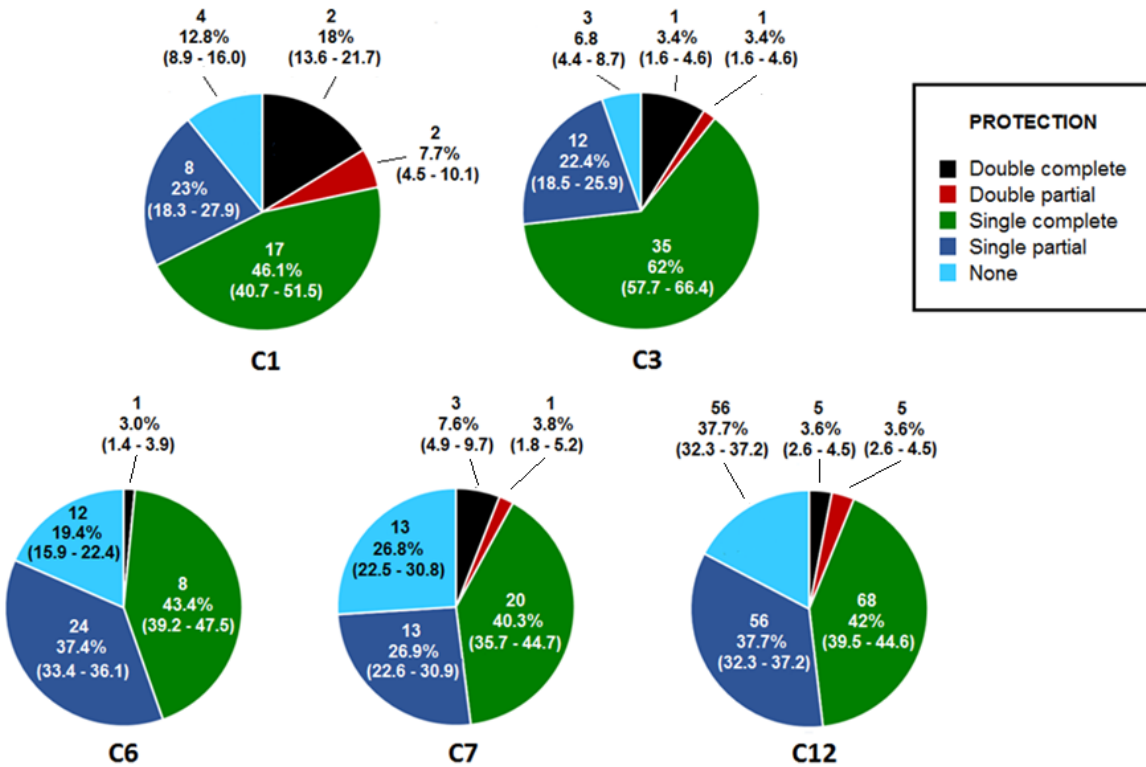 4
12.8%
(8.9 - 16.0)
2
18%
(13.6 - 21.7)
2
7.7%
(4.5 - 10.1)
8
23%
(18.3 - 27.9)
17
46.1%
(40.7 - 51.5)
C1
3
6.8
(4.4 - 8.7)
1
3.4%
(1.6 - 4.6)
1
3.4%
(1.6 - 4.6)
12
22.4%
(18.5 - 25.9)
35
62%
(57.7 - 66.4)
C3
PROTECTION
Double complete
Double partial
Single complete
Single partial
None
1
3.0%
(1.4 - 3.9)
12
19.4%
(15.9 - 22.4)
8
43.4%
(39.2 - 47.5)
24
37.4%
(33.4 - 36.1)
C6
3
7.6%
(4.9 - 9.7)
1
3.8%
(1.8 - 5.2)
13
26.8%
(22.5 - 30.8)
20
40.3%
(35.7 - 44.7)
13
26.9%
(22.6 - 30.9)
C7
56
37.7%
(32.3 - 37.2)
5
3.6%
(2.6 - 4.5)
5
3.6%
(2.6 - 4.5)
56
37.7%
(32.3 - 37.2)
68
42%
(39.5 - 44.6)
C12